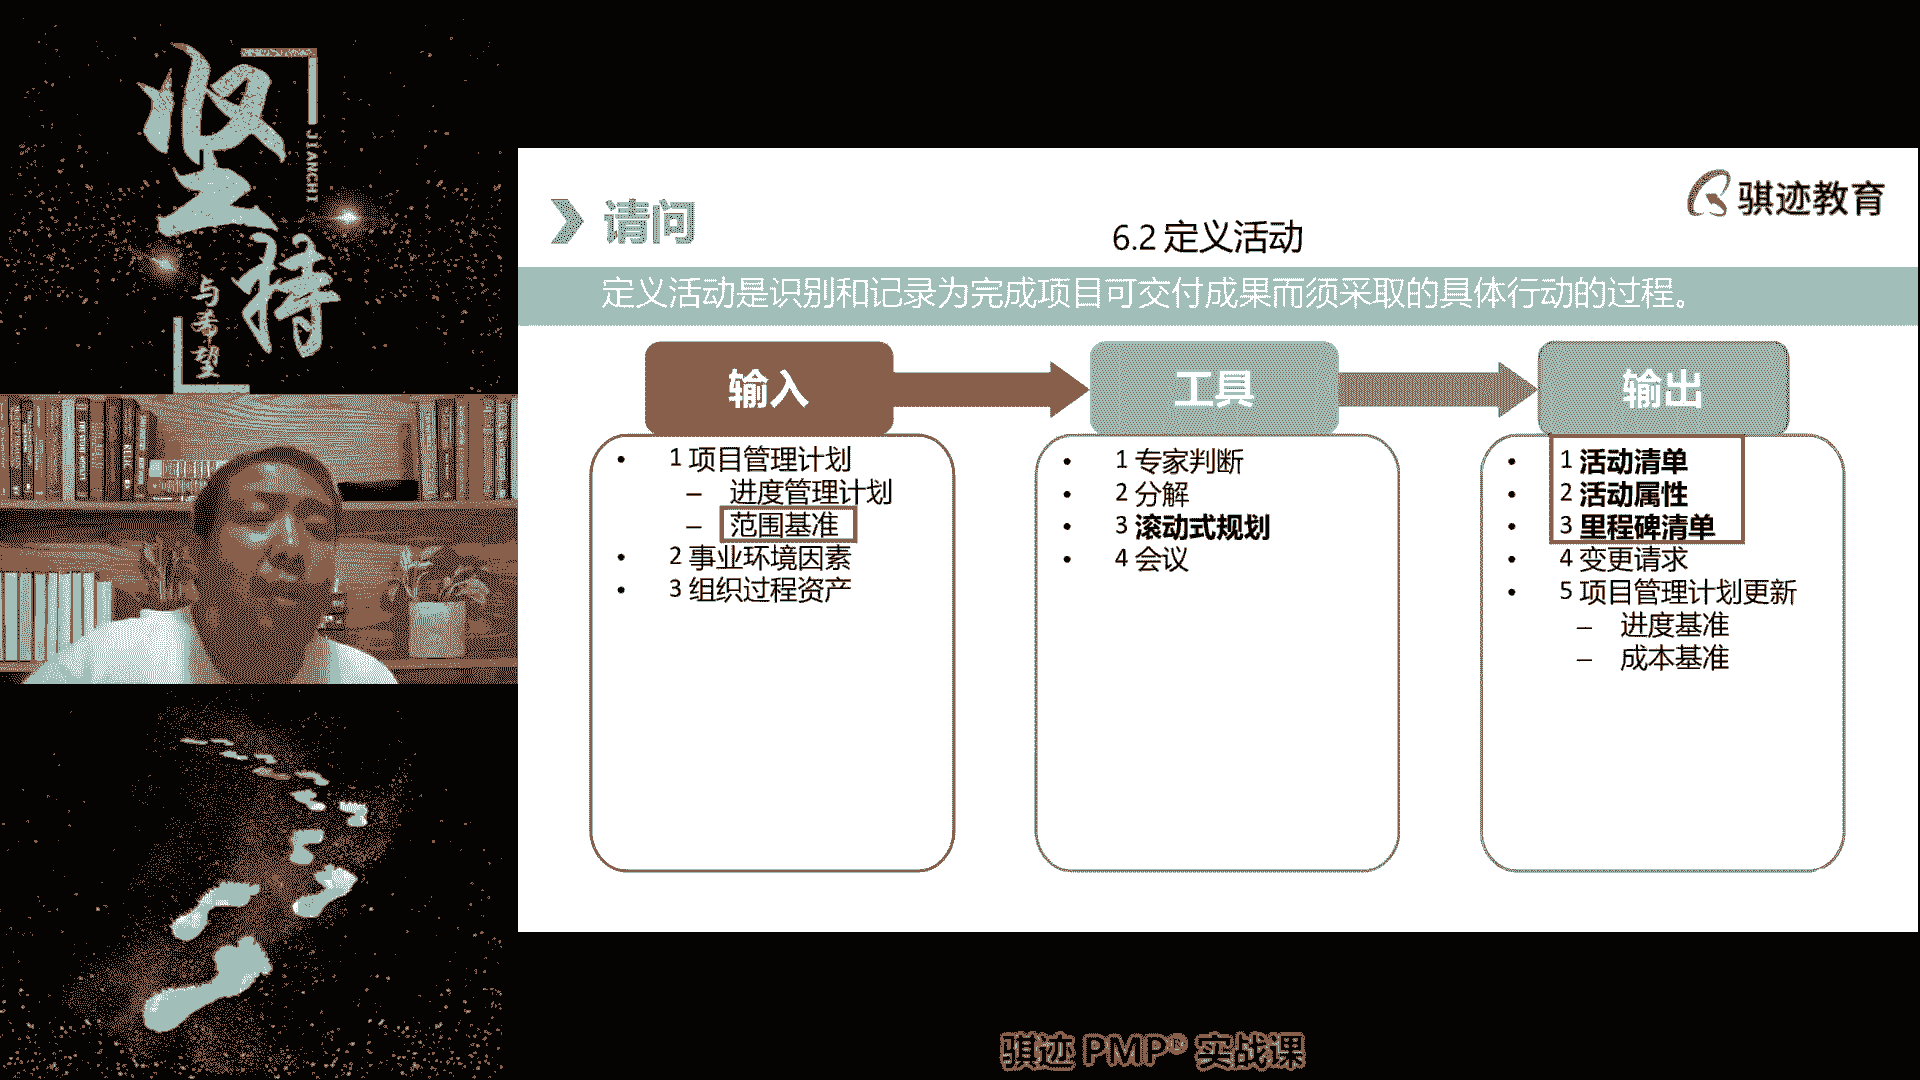 坚持
JIANCHI
与希望
请问
骐迹教育
6.2 定义活动
定义活动是识别和记录为完成项目可交付成果而须采取的具体行动的过程。
输入
• 1 项目管理计划
– 进度管理计划
– 范围基准
• 2 事业环境因素
• 3 组织过程资产
工具
• 1 专家判断
• 2 分解
• 3 滚动式规划
• 4 会议
输出
• 1 活动清单
• 2 活动属性
• 3 里程碑清单
• 4 变更请求
• 5 项目管理计划更新
– 进度基准
– 成本基准
骐迹 PMP® 实战课